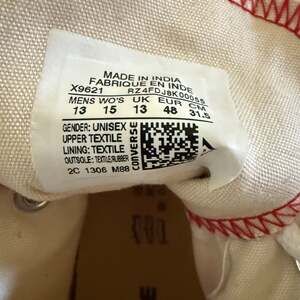 MADE IN INDIA
FABRIQUE EN INDE
X9621 RZ4FDJ8K00055
MENS WO'S UK EUR CM
13 15 13 48 31.5
GENDER: UNISEX
UPPER: TEXTILE
LINING: TEXTILE
OUTSOLE: TEXTILE/RUBBER
2C 1306 M88
CONVERSE